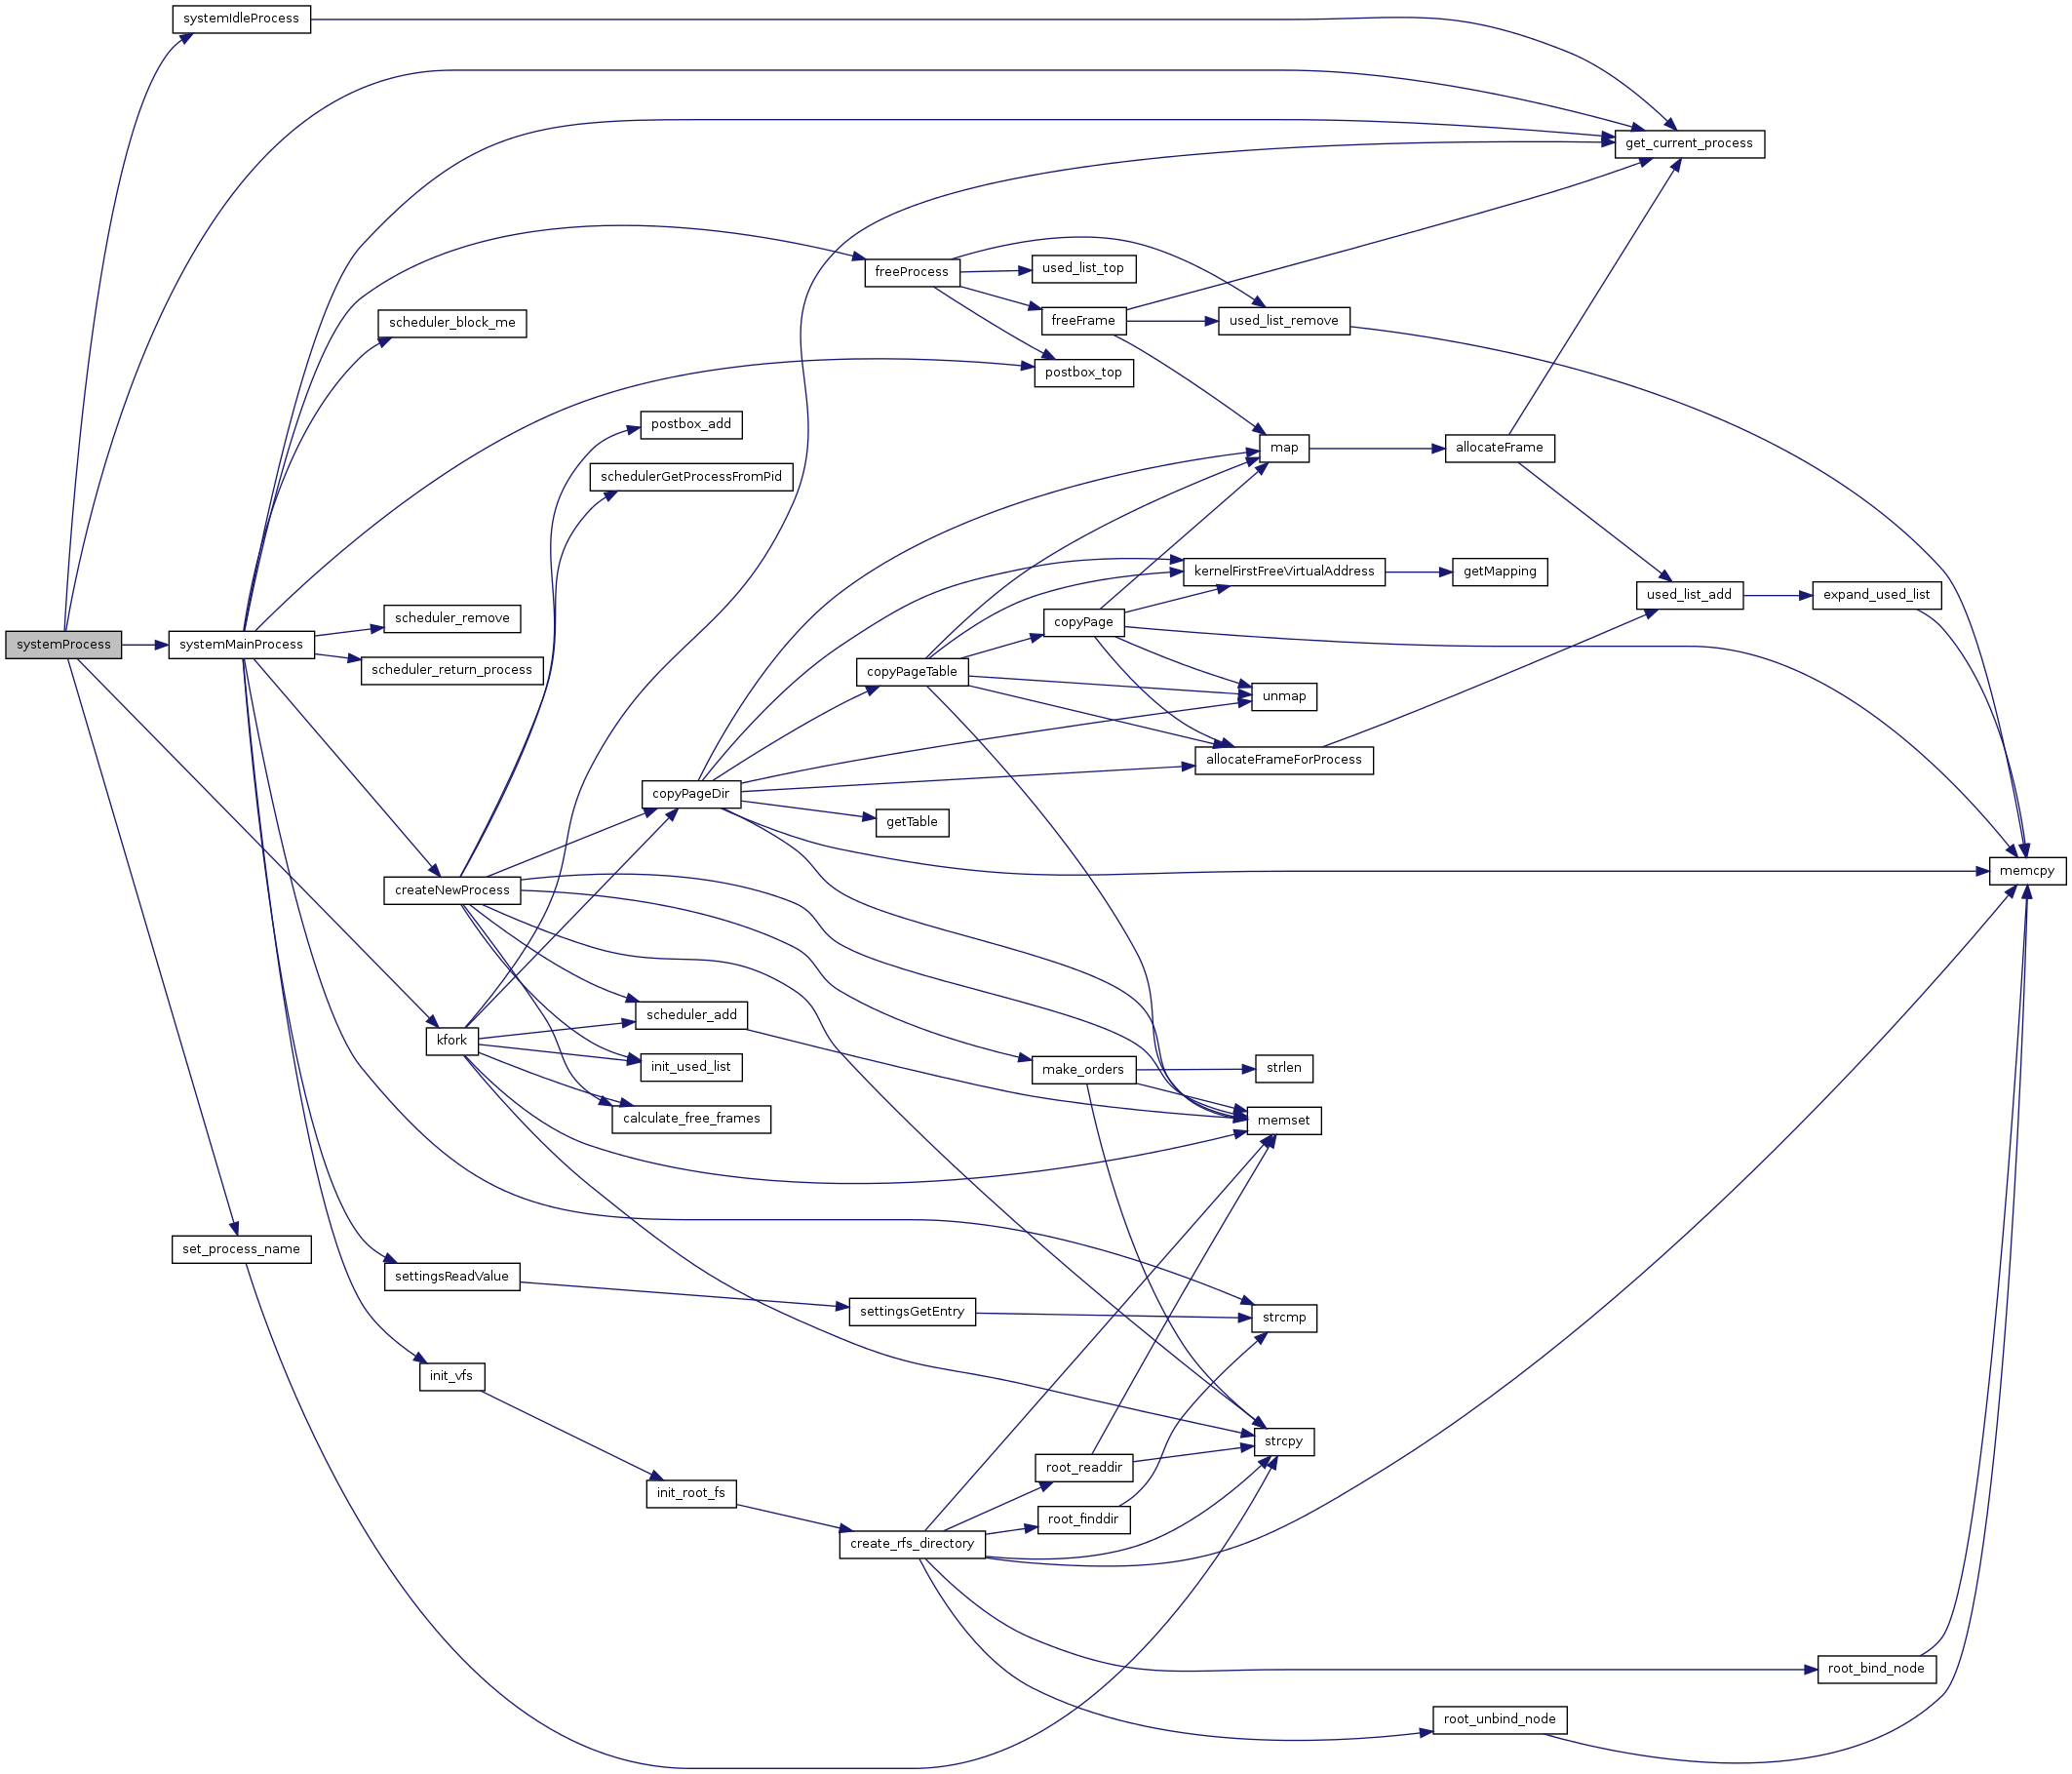 systemIdleProcess
get_current_process
freeProcess
used_list_top
scheduler_block_me
freeFrame
used_list_remove
postbox_top
postbox_add
map
allocateFrame
schedulerGetProcessFromPid
kernelFirstFreeVirtualAddress
getMapping
used_list_add
expand_used_list
scheduler_remove
copyPage
systemProcess
systemMainProcess
scheduler_return_process
copyPageTable
unmap
allocateFrameForProcess
copyPageDir
getTable
memcpy
createNewProcess
scheduler_add
kfork
init_used_list
make_orders
strlen
calculate_free_frames
memset
set_process_name
settingsReadValue
settingsGetEntry
strcmp
init_vfs
strcpy
root_readdir
init_root_fs
root_finddir
create_rfs_directory
root_bind_node
root_unbind_node